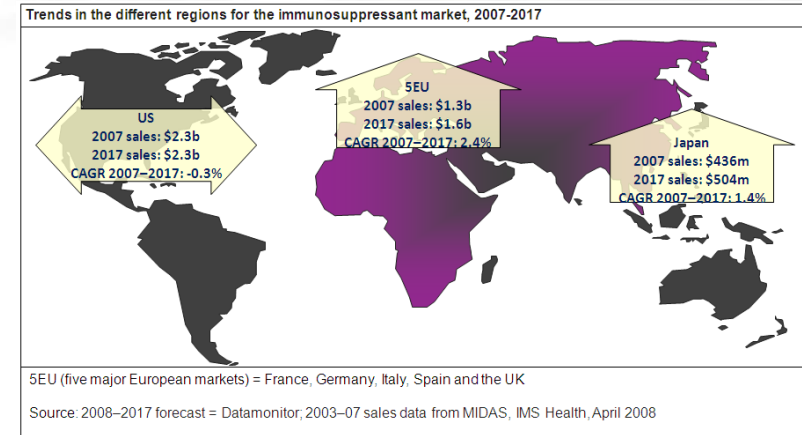 Trends in the different regions for the immunosuppressant market, 2007-2017
US
2007 sales: $2.3b
2017 sales: $2.3b
CAGR 2007–2017: -0.3%
5EU
2007 sales: $1.3b
2017 sales: $1.6b
CAGR 2007–2017: 2.4%
Japan
2007 sales: $436m
2017 sales: $504m
CAGR 2007–2017: 1.4%
5EU (five major European markets) = France, Germany, Italy, Spain and the UK
Source: 2008–2017 forecast = Datamonitor; 2003–07 sales data from MIDAS, IMS Health, April 2008